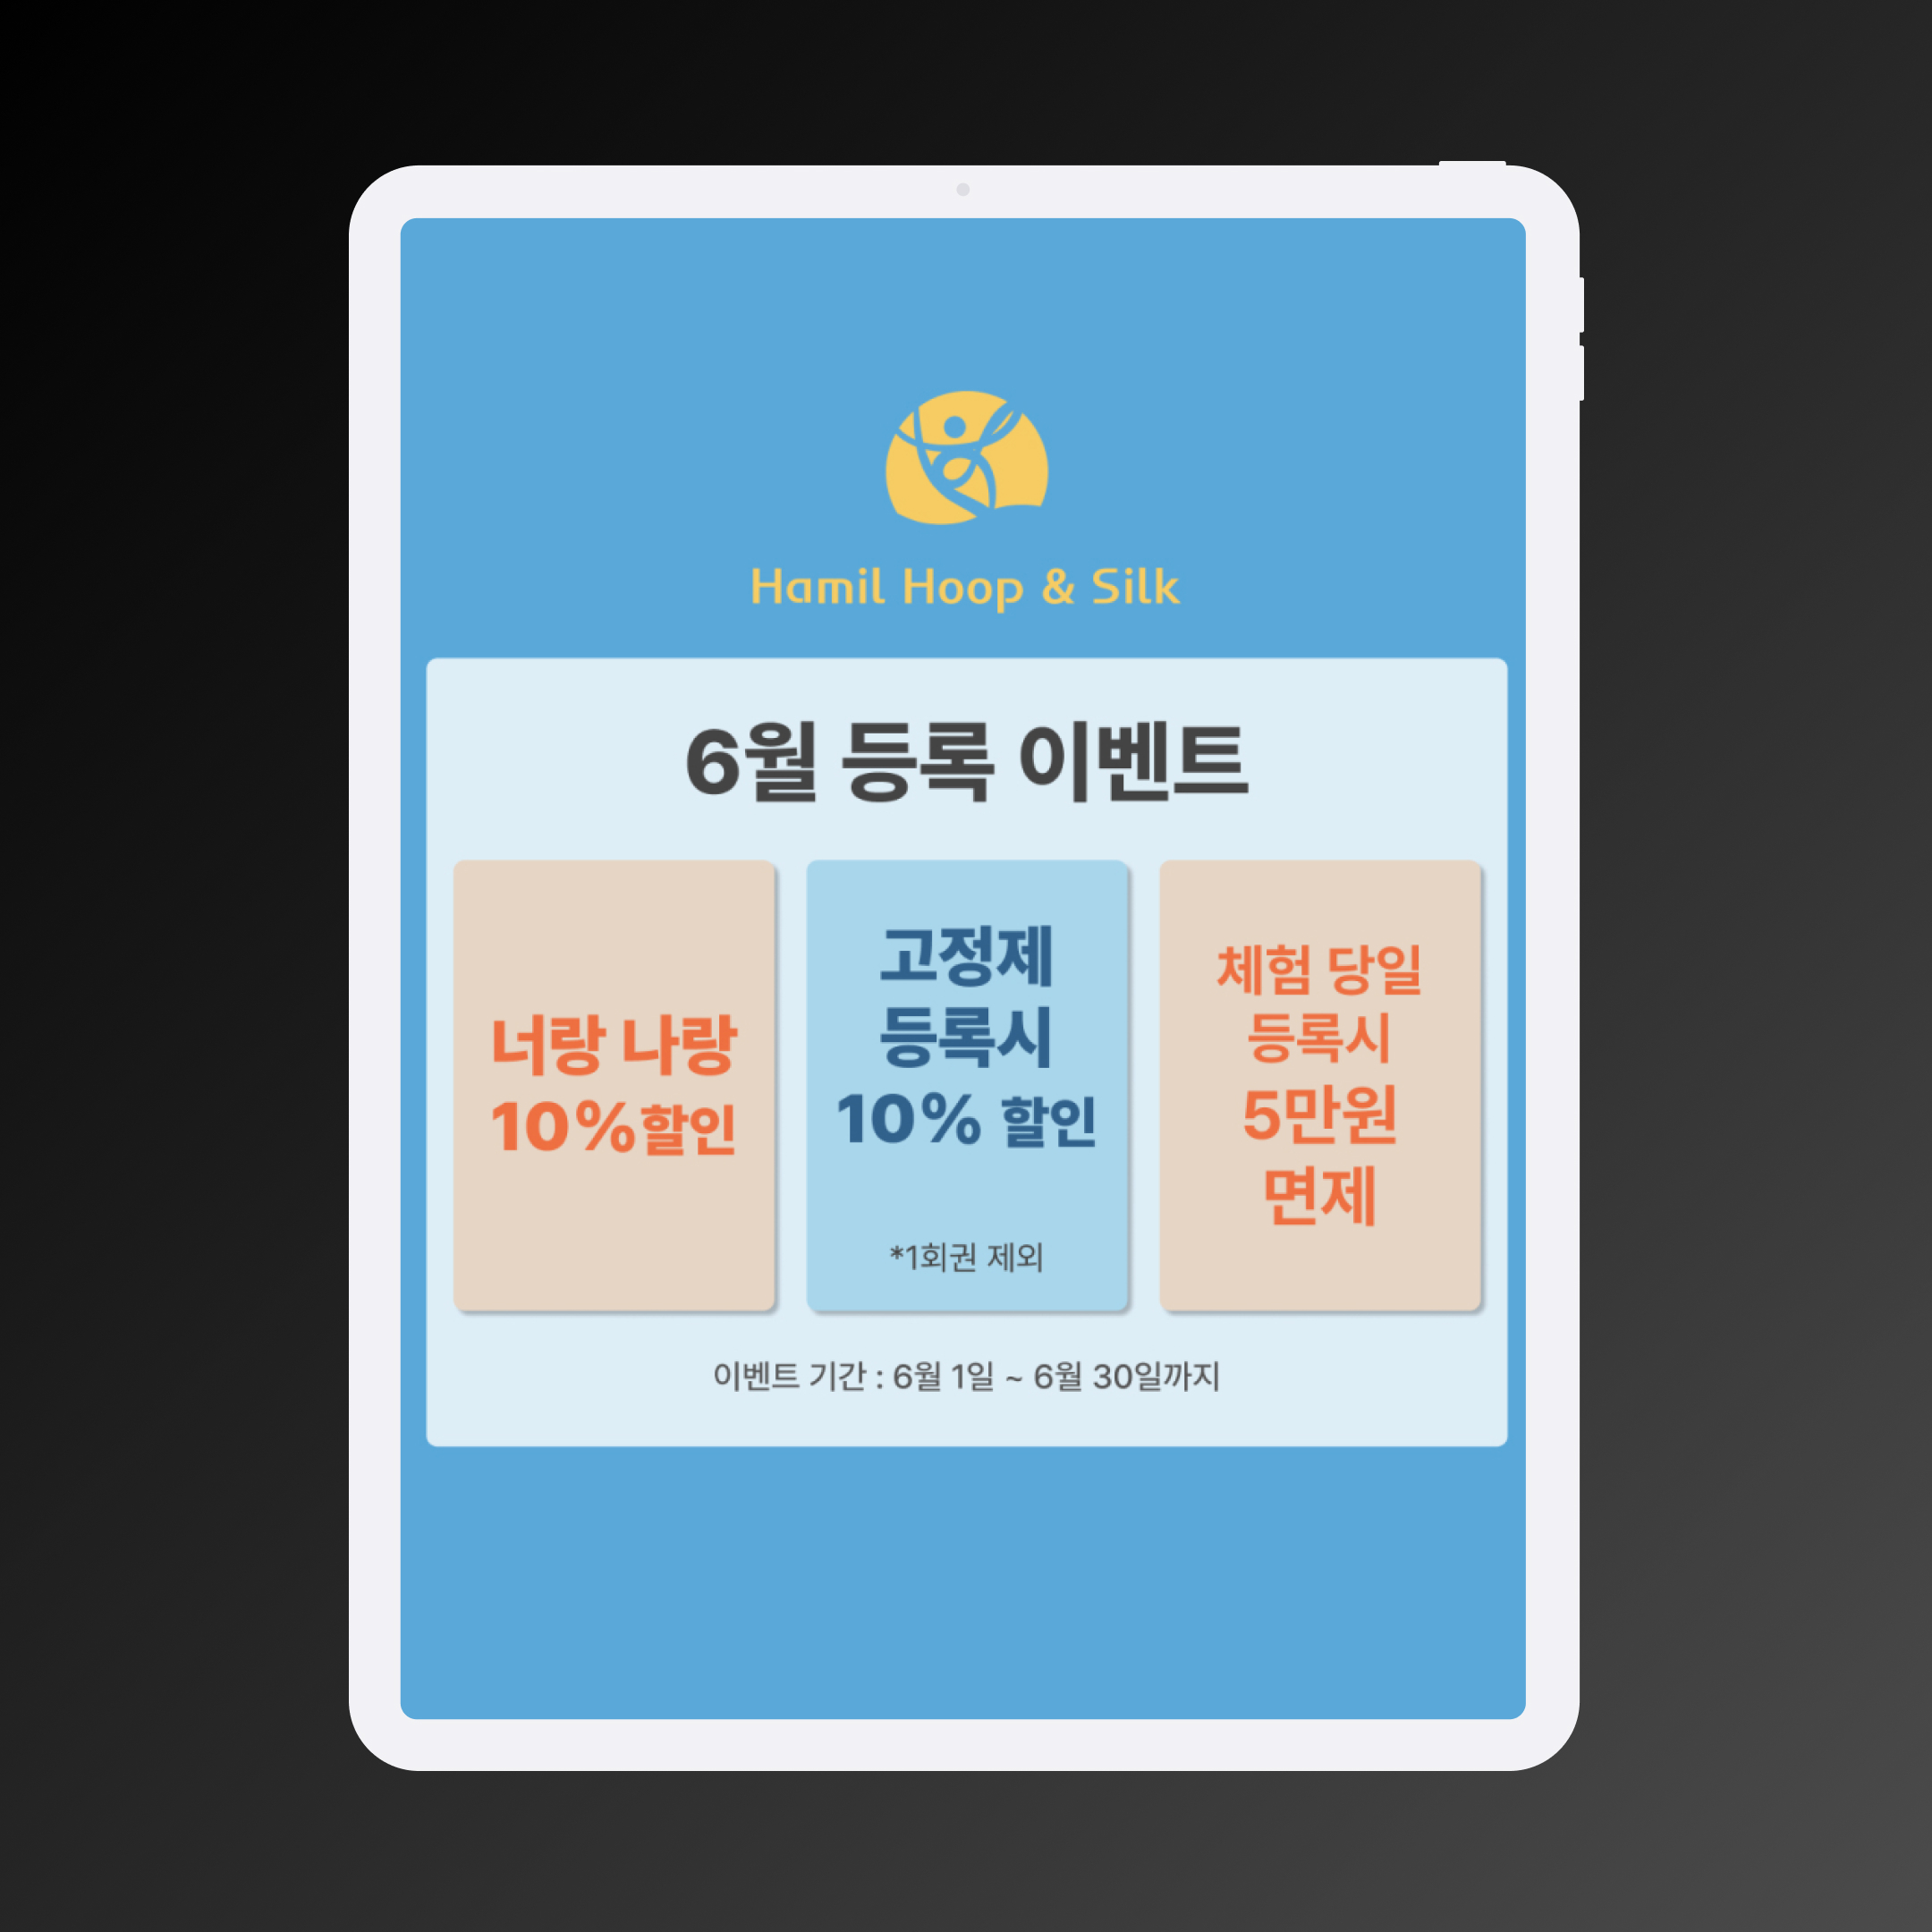 Hamil Hoop & Silk
6월 등록 이벤트
너랑 나랑
10%할인
고정제
등록시
10% 할인
*1회권 제외
체험 당일
등록시
5만원
면제
이벤트 기간 : 6월 1일 ~ 6월 30일까지